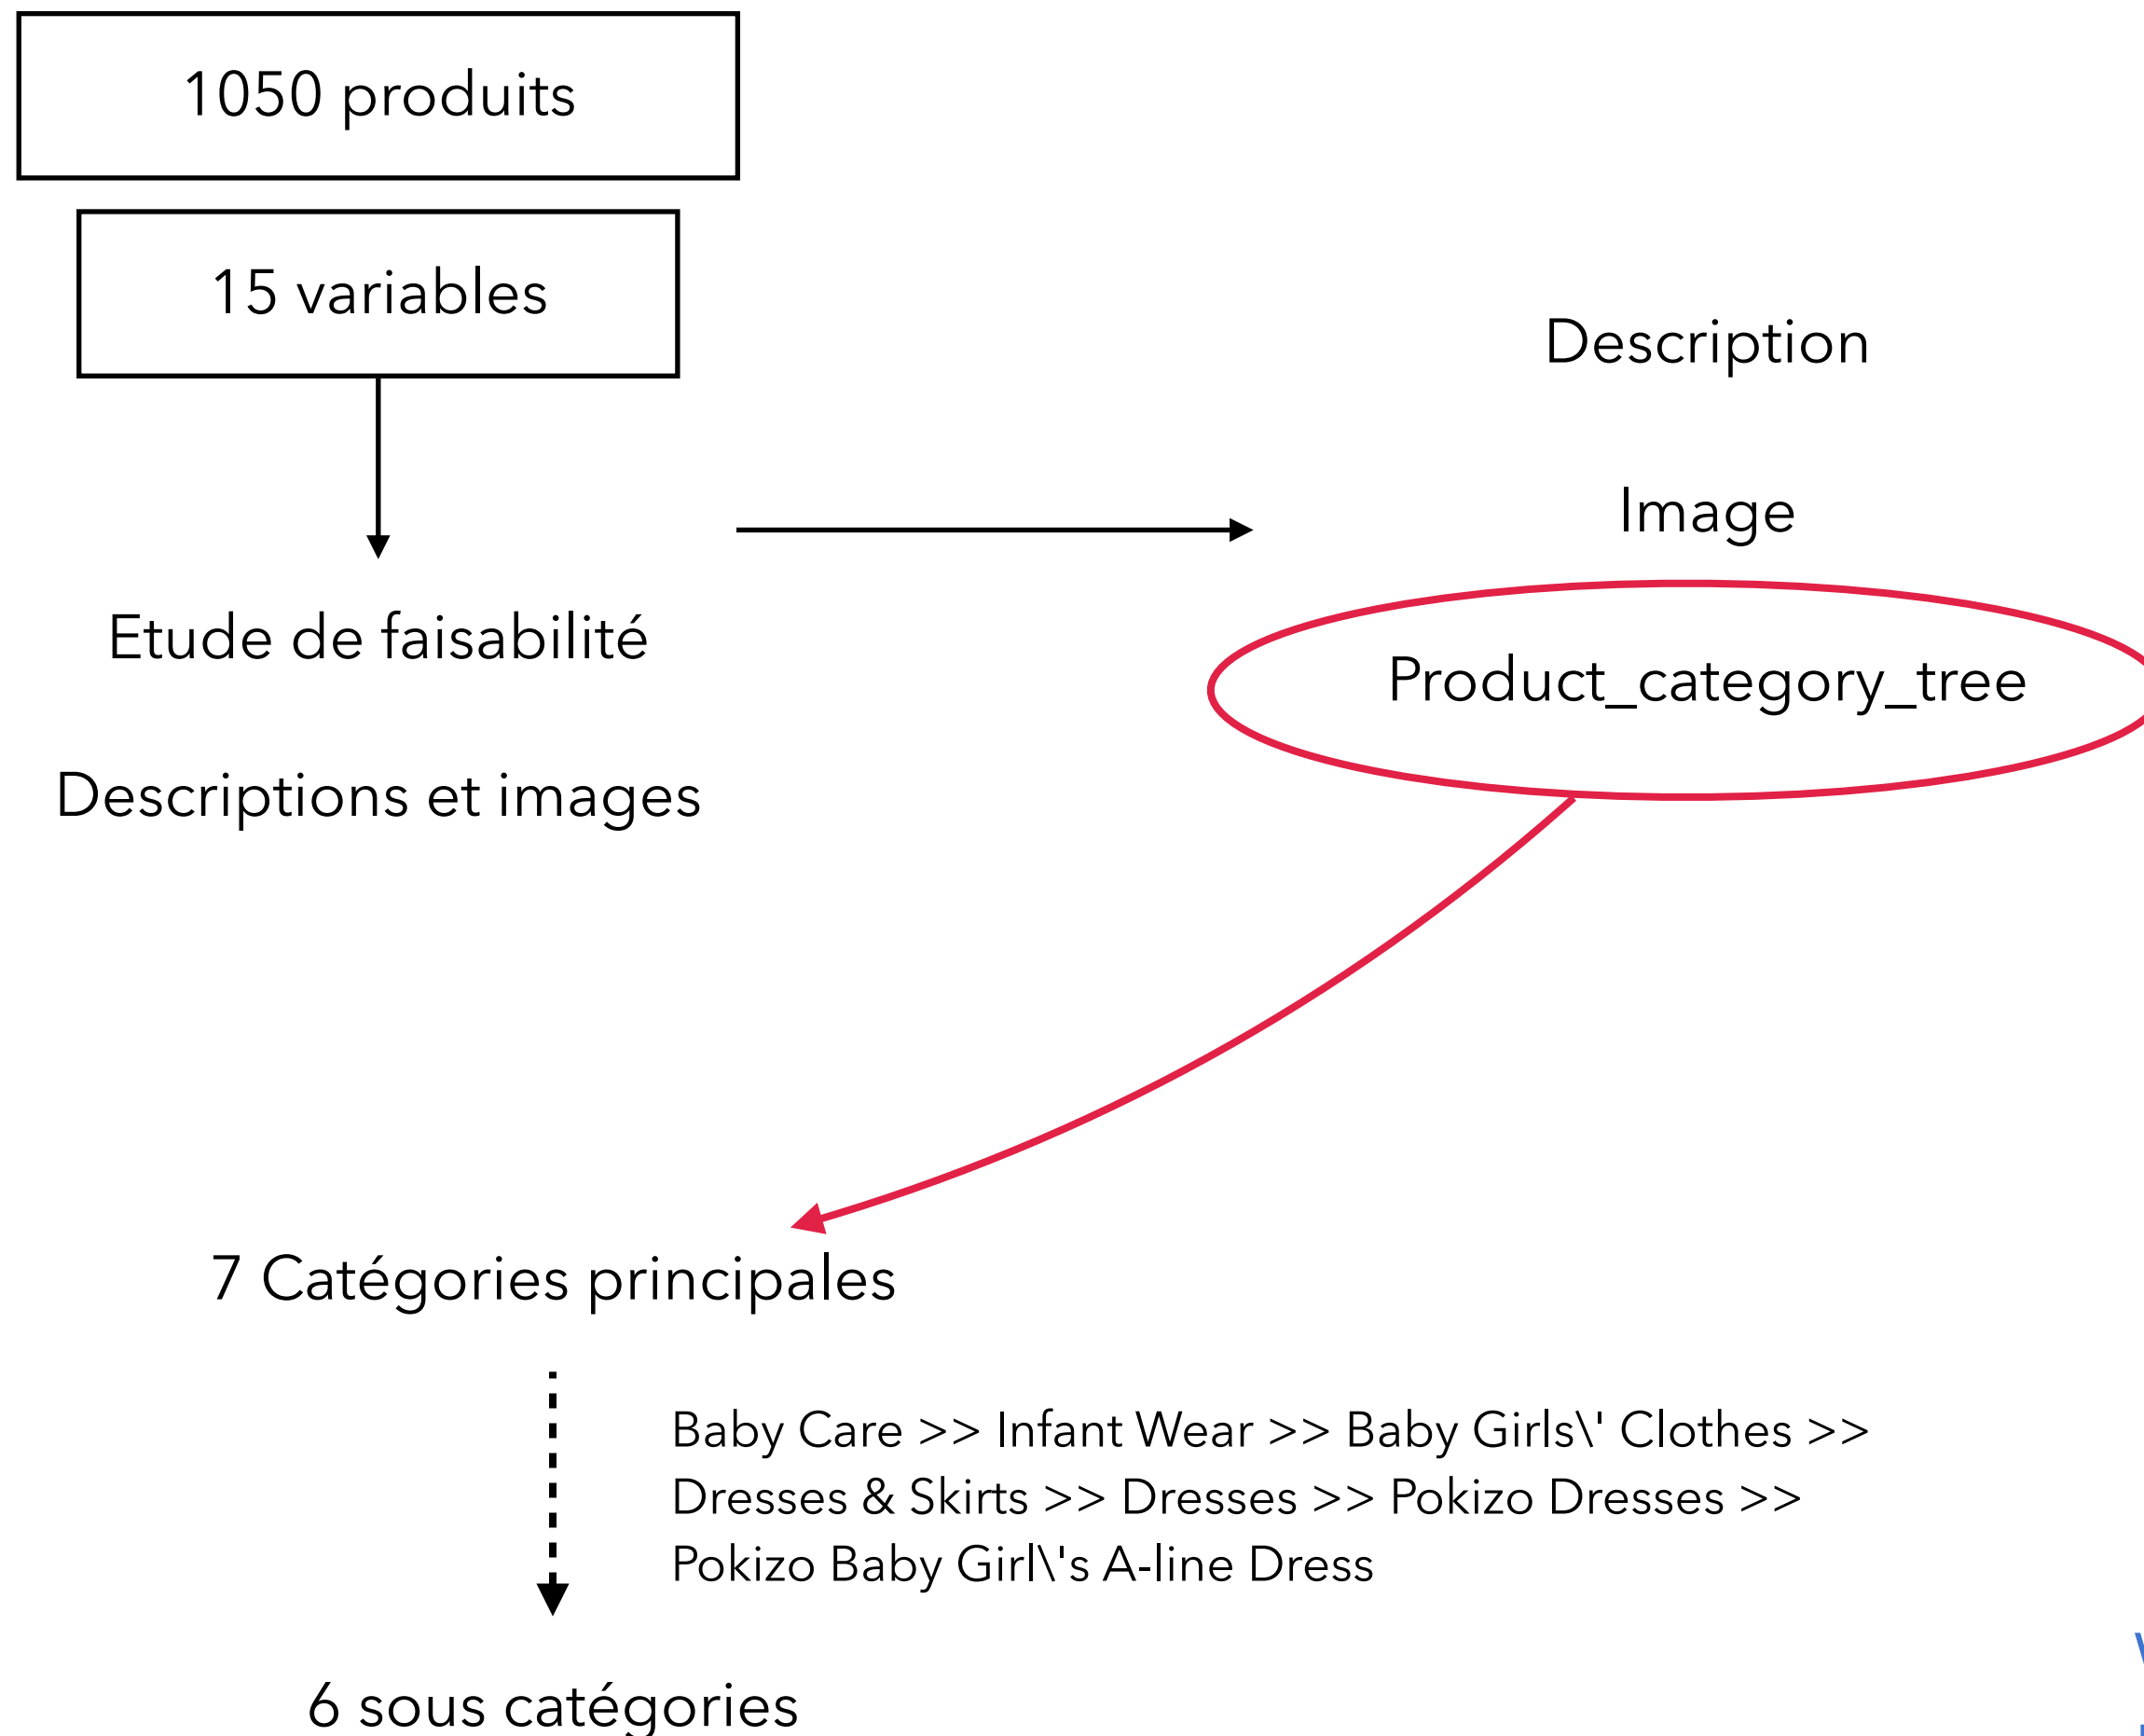 1050 produits
15 variables
Description
Image
Etude de faisabilité
Product_category_tree
Descriptions et images
7 Catégorie principales
Baby Care >> Infant Wear >> Baby Girls\' Clothes >>
Dresses & Skirts >> Dresses >> Pokizo Dresses >>
Pokizo Baby Girl\'s A-line Dress
6 sous catégories